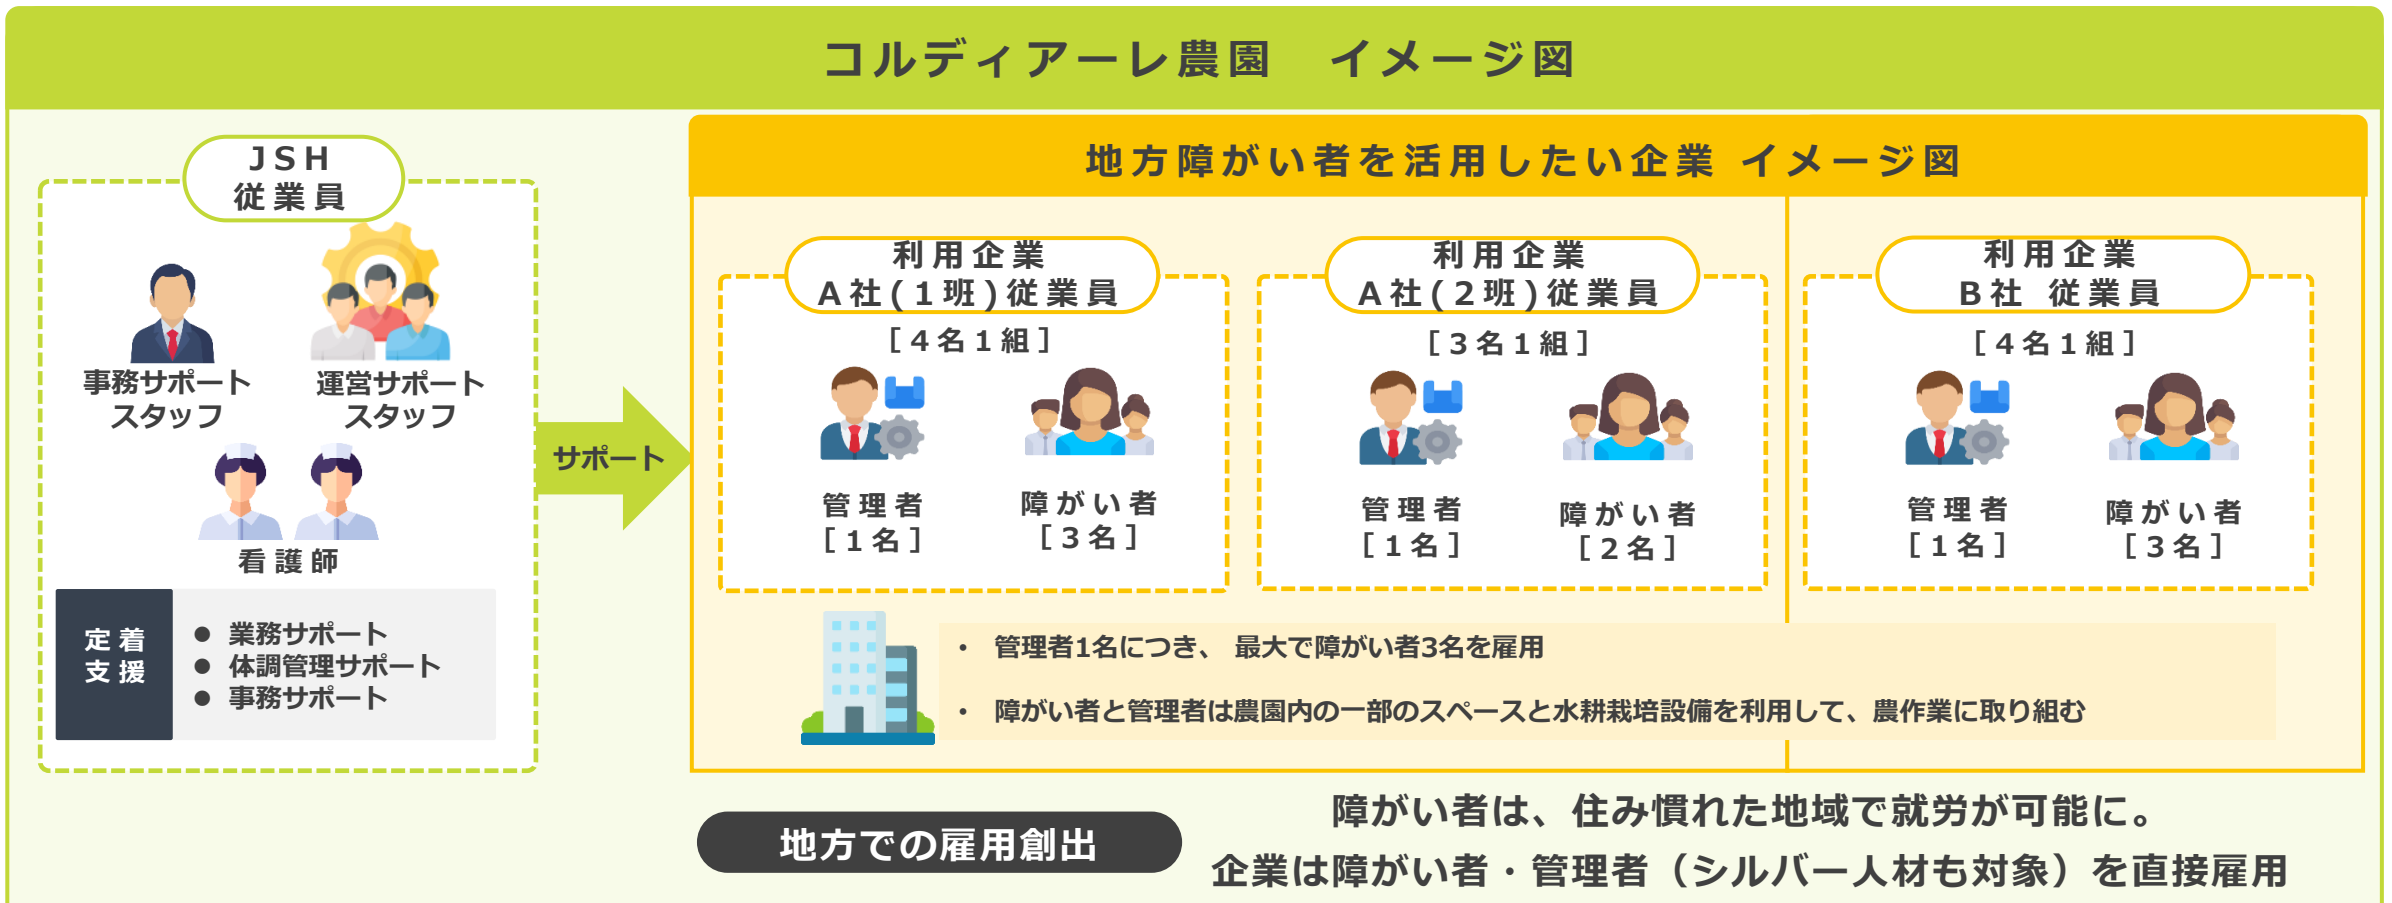 コルディアーレ農園　イメージ図
JSH
従業員
事務サポート
スタッフ
運営サポート
スタッフ
看護師
定着
支援
● 業務サポート
● 体調管理サポート
● 事務サポート
サポート
地方障がい者を活用したい企業 イメージ図
利用企業
A社(1班)従業員
[4名1組]
管理者
[1名]
障がい者
[3名]
利用企業
A社(2班)従業員
[3名1組]
管理者
[1名]
障がい者
[2名]
利用企業
B社 従業員
[4名1組]
管理者
[1名]
障がい者
[3名]
• 管理者1名につき、 最大で障がい者3名を雇用
• 障がい者と管理者は農園内の一部のスペースと水耕栽培設備を利用して、農作業に取り組む
地方での雇用創出
障がい者は、住み慣れた地域で就労が可能に。
企業は障がい者・管理者（シルバー人材も対象）を直接雇用